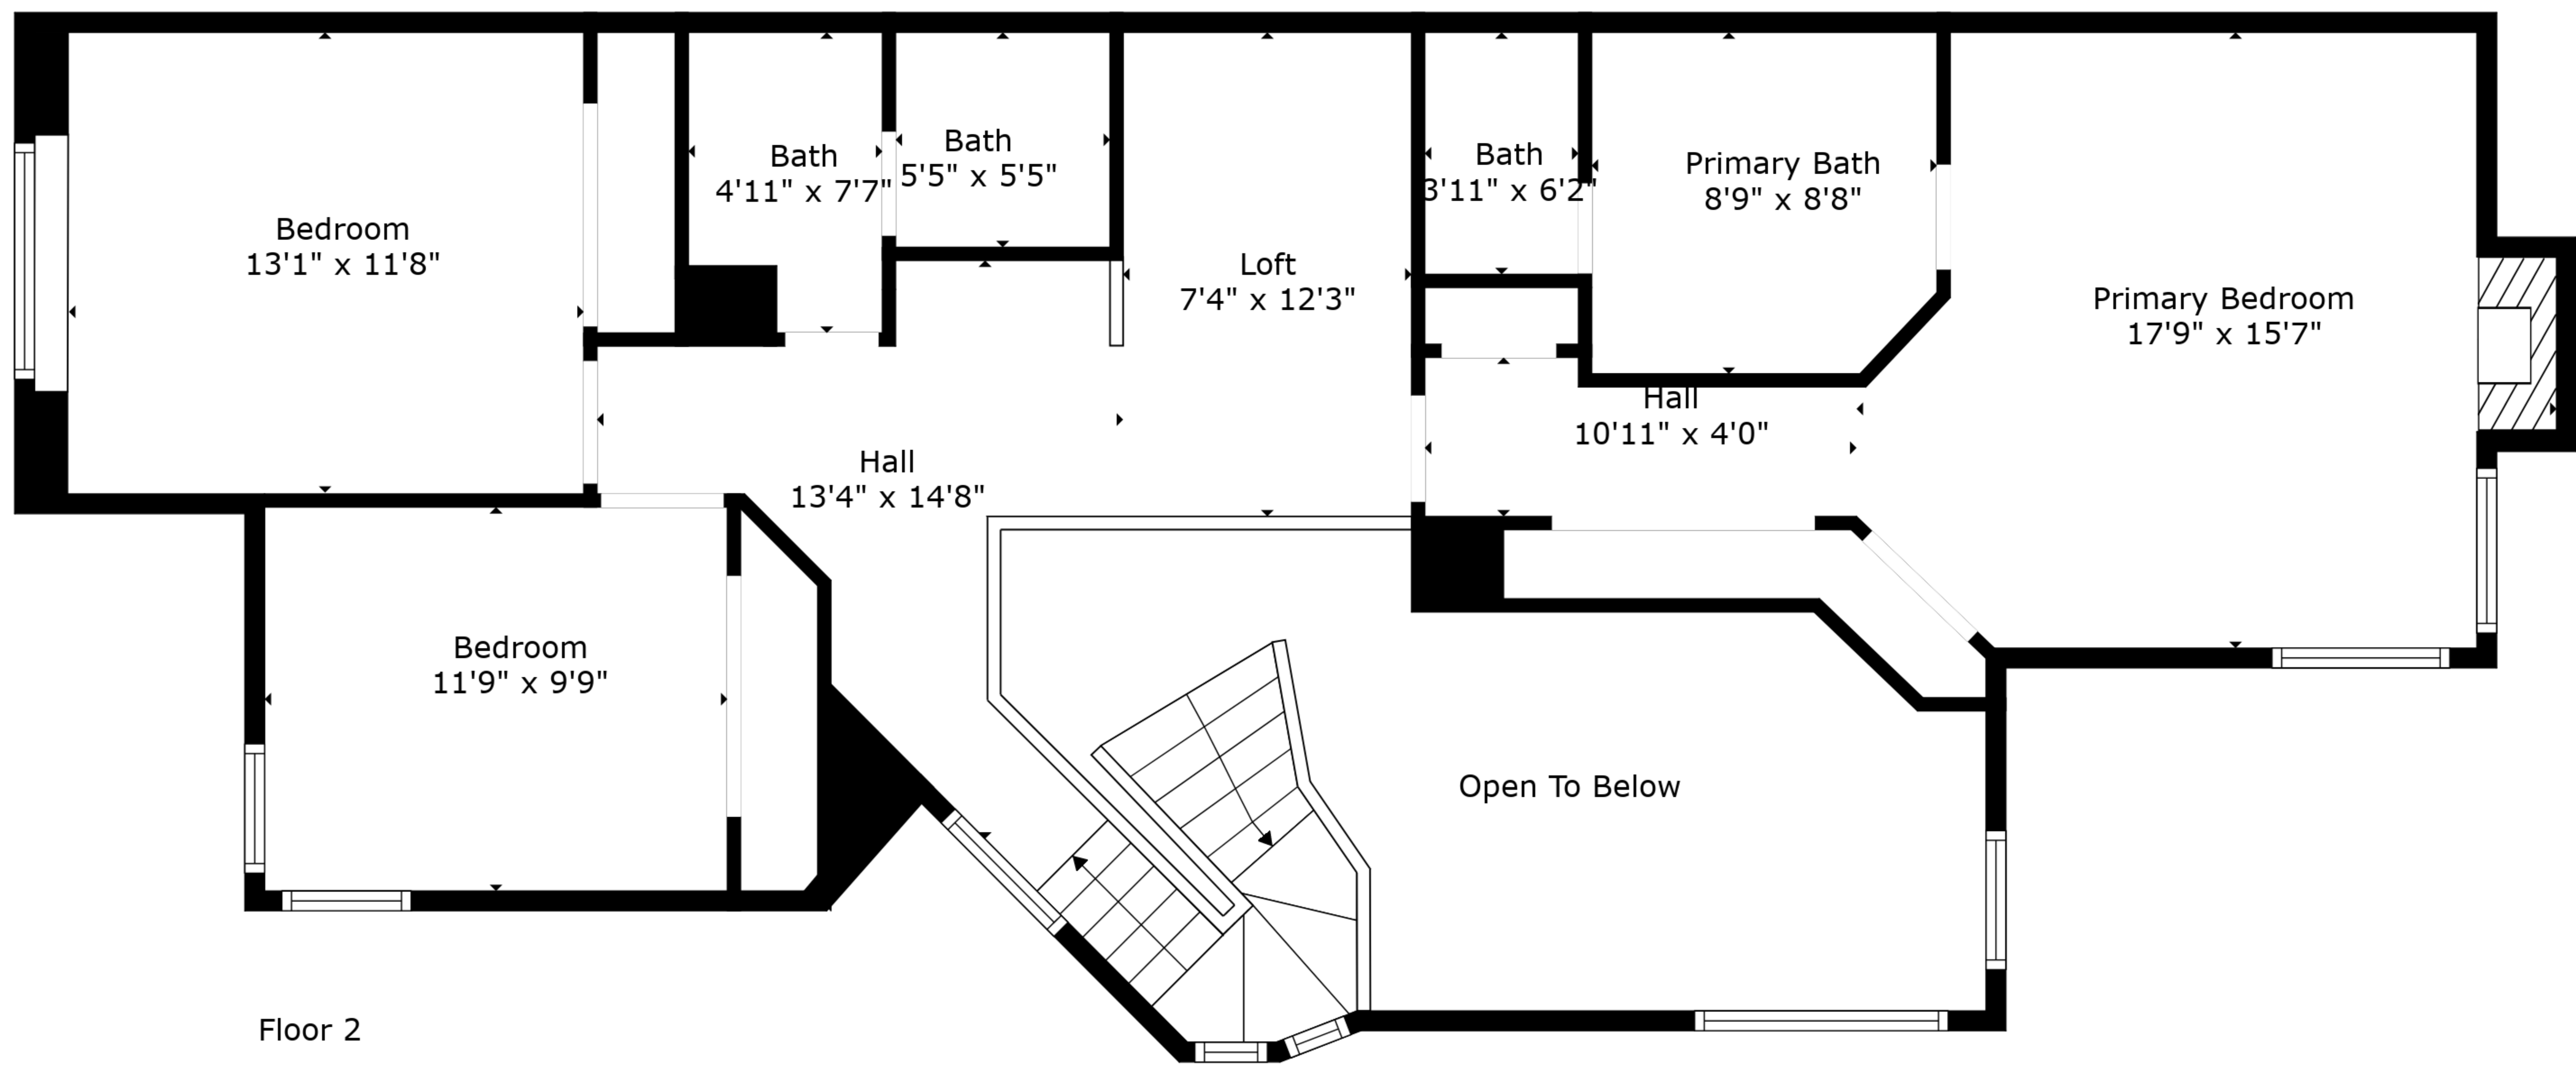 Bedroom
13'1" x 11'8"
Bath
4'11" x 7'7"
Bath
5'5" x 5'5"
Loft
7'4" x 12'3"
Bath
3'11" x 6'2"
Primary Bath
8'9" x 8'8"
Primary Bedroom
17'9" x 15'7"
Hall
13'4" x 14'8"
Hall
10'11" x 4'0"
Bedroom
11'9" x 9'9"
Open To Below
Floor 2